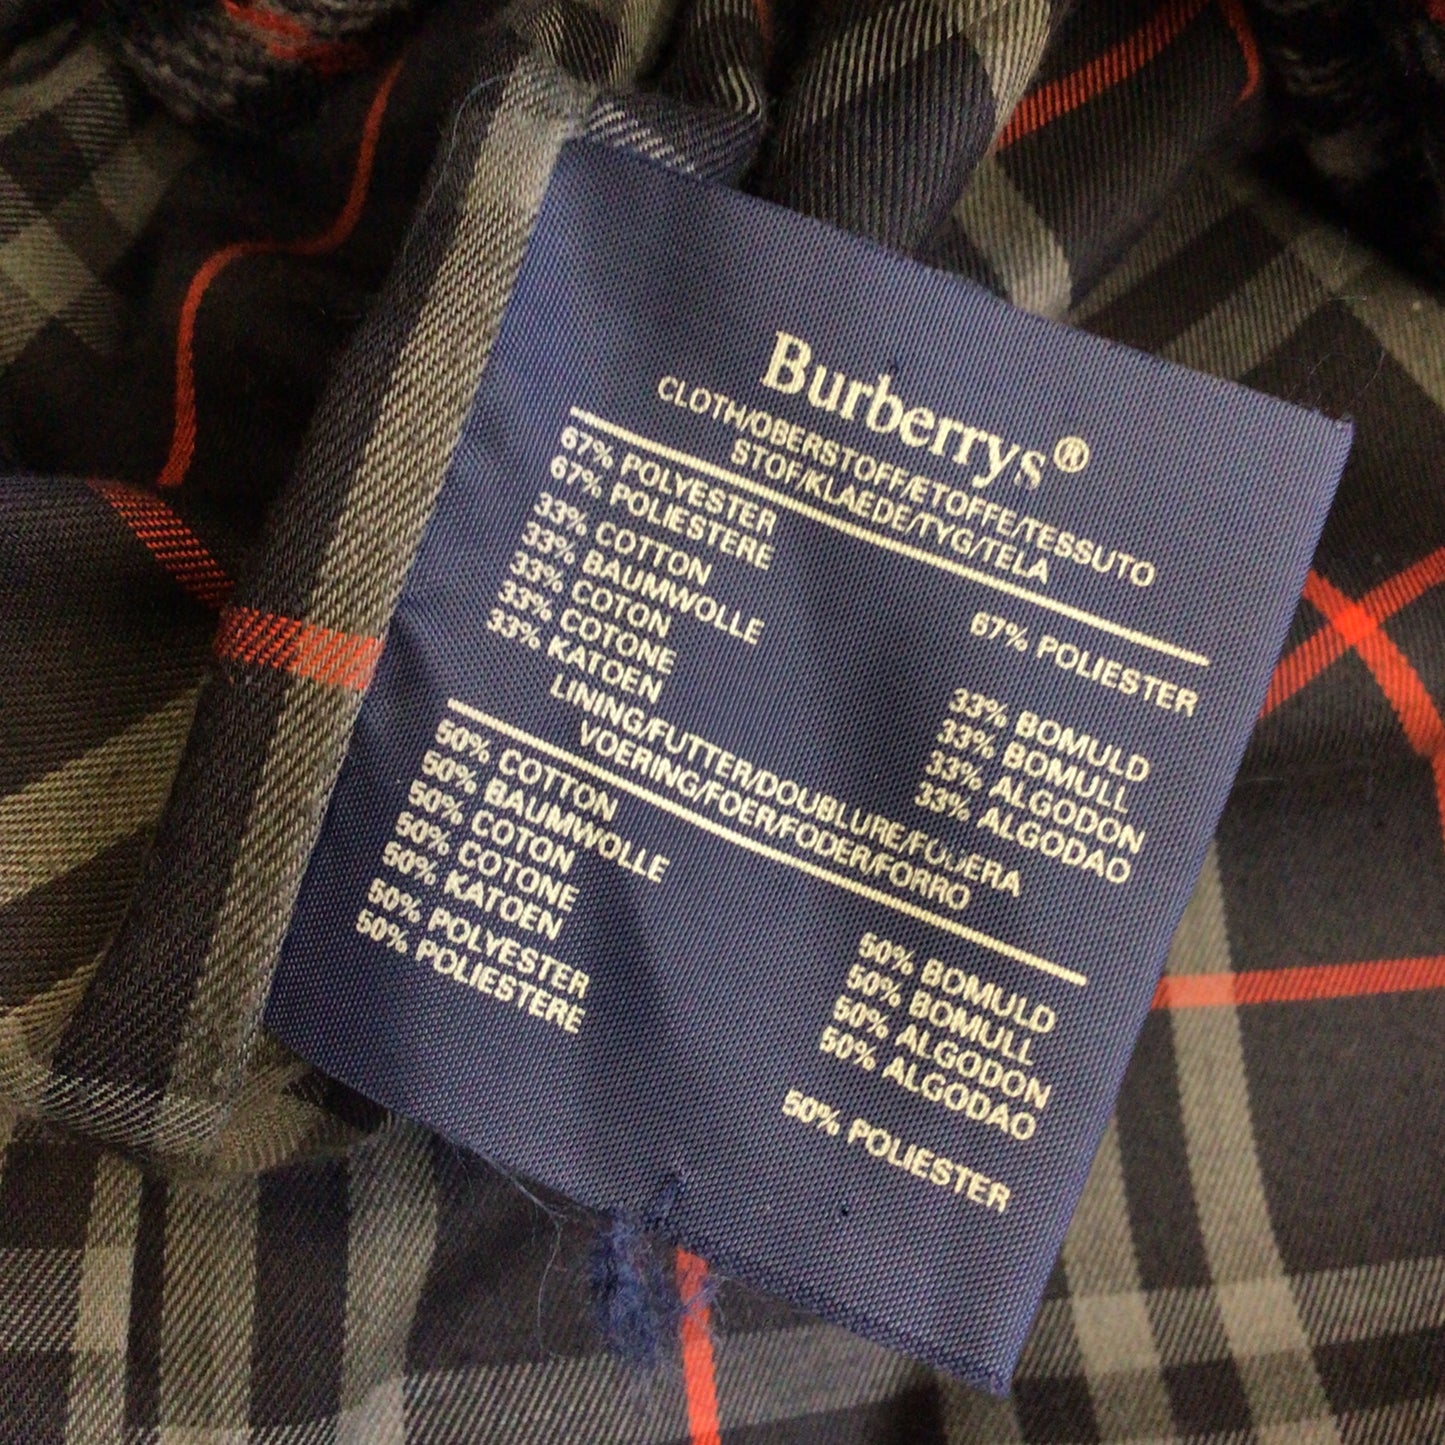 Burberrys®
CLOTH/OBERSTOFF/ÆTOFFE/TESSUTO
STOF/KLAEDE/TYG/TELA
67% POLYESTER
67% POLIESTERE 67% POLIESTER
33% COTTON 33% BOMULD
33% BAUMWOLLE 33% BOMULL
33% COTON 33% ALGODON
33% COTONE 33% ALGODAO
33% KATOEN
LINING/FUTTER/DOUBLURE/FODERA
VOERING/FOER/FODER/FORRO
50% COTTON 50% BOMULD
50% BAUMWOLLE 50% BOMULL
50% COTON 50% ALGODON
50% COTONE 50% ALGODAO
50% KATOEN
50% POLYESTER 50% POLIESTER
50% POLIESTERE